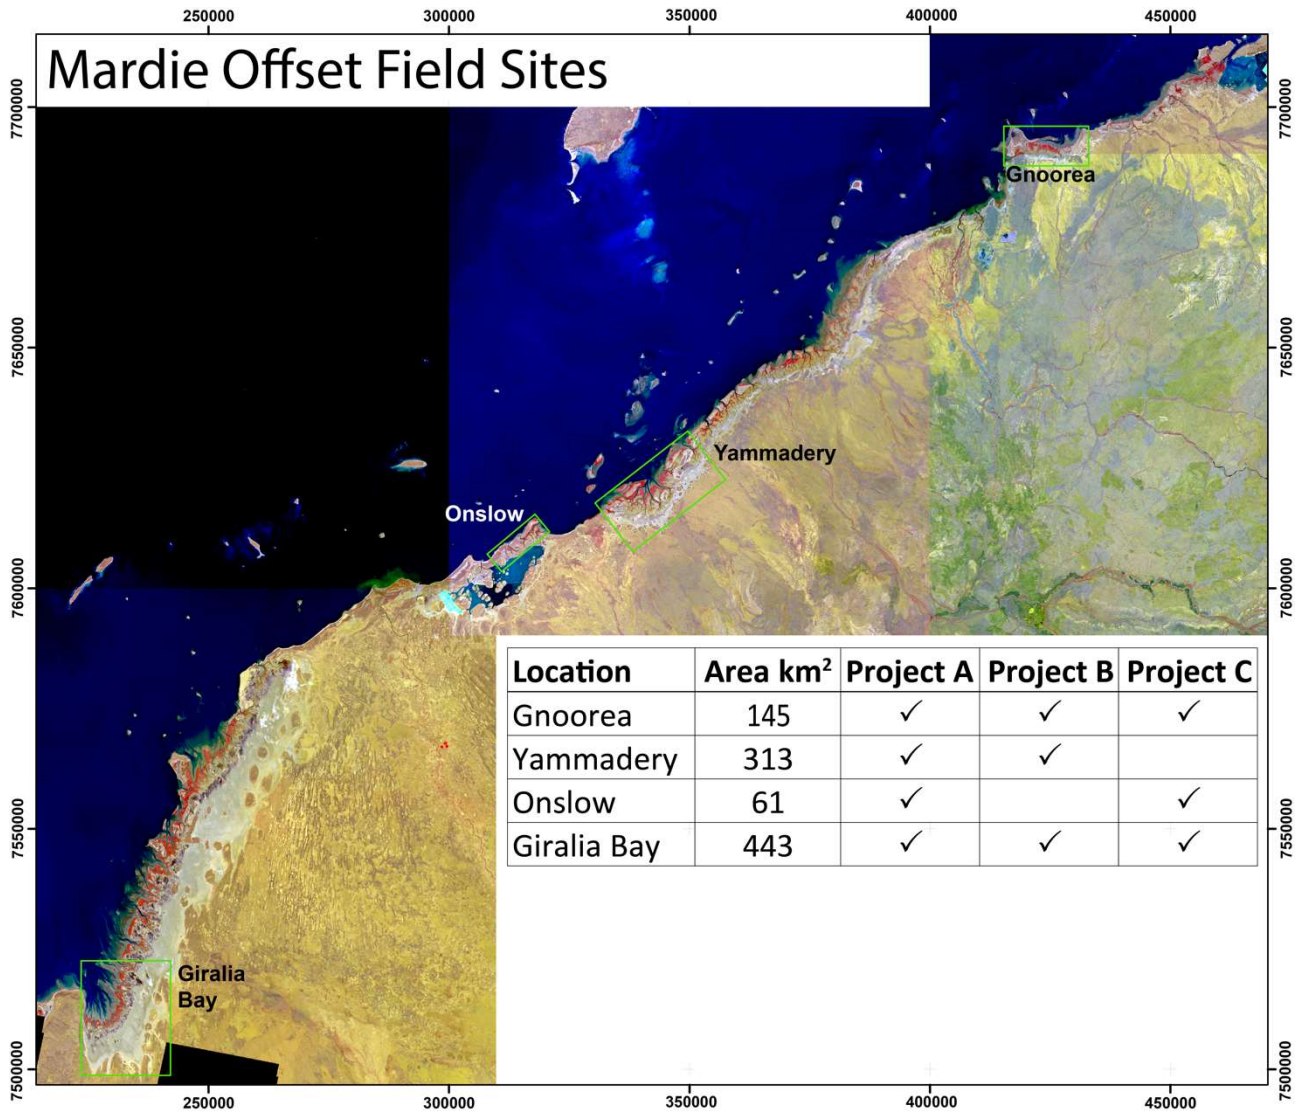 250000 300000 350000 400000 450000
Mardie Offset Field Sites
7700000 7700000
Gnoorea
7650000 7650000
Yammadery
Onslow
7600000 7600000
Location Area km² Project A Project B Project C
Gnoorea 145 ✓ ✓ ✓
Yammadery 313 ✓ ✓
Onslow 61 ✓ ✓
Giralia Bay 443 ✓ ✓ ✓
7550000 7550000
Giralia
Bay
7500000 7500000
250000 300000 350000 400000 450000